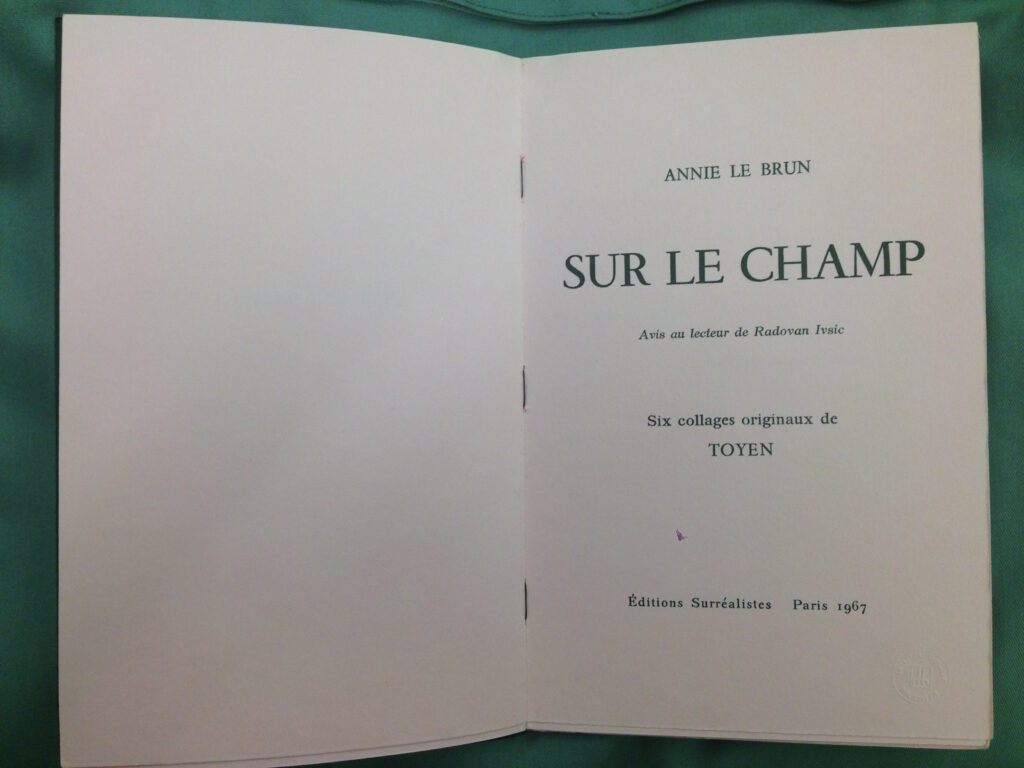 ANNIE LE BRUN
SUR LE CHAMP
Avis au lecteur de Radovan Ivsic
Six collages originaux de
TOYEN
Éditions Surréalistes Paris 1967